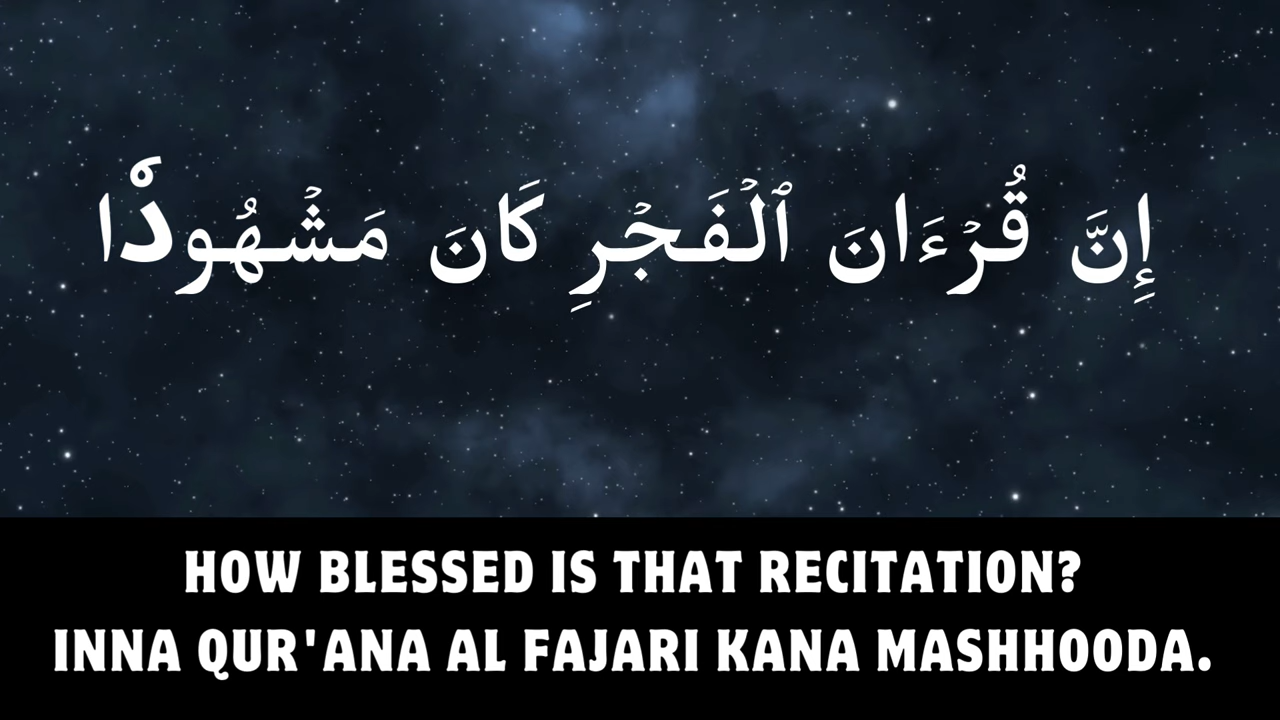 إِنَّ قُرۡءَانَ ٱلۡفَجۡرِ كَانَ مَشۡهُودٗا
HOW BLESSED IS THAT RECITATION?
INNA QUR'ANA AL FAJARI KANA MASHHOODA.